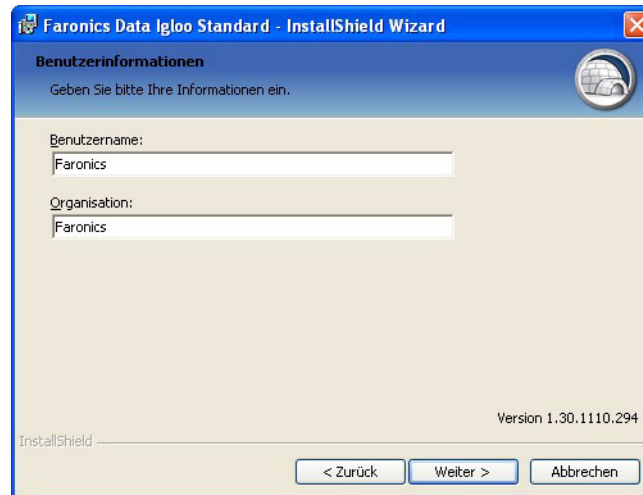 Faronics Data Igloo Standard - InstallShield Wizard
Benutzerinformationen
Geben Sie bitte Ihre Informationen ein.
Benutzername:
Faronics
Organisation:
Faronics
Version 1.30.1110.294
InstallShield
< Zurück Weiter > Abbrechen